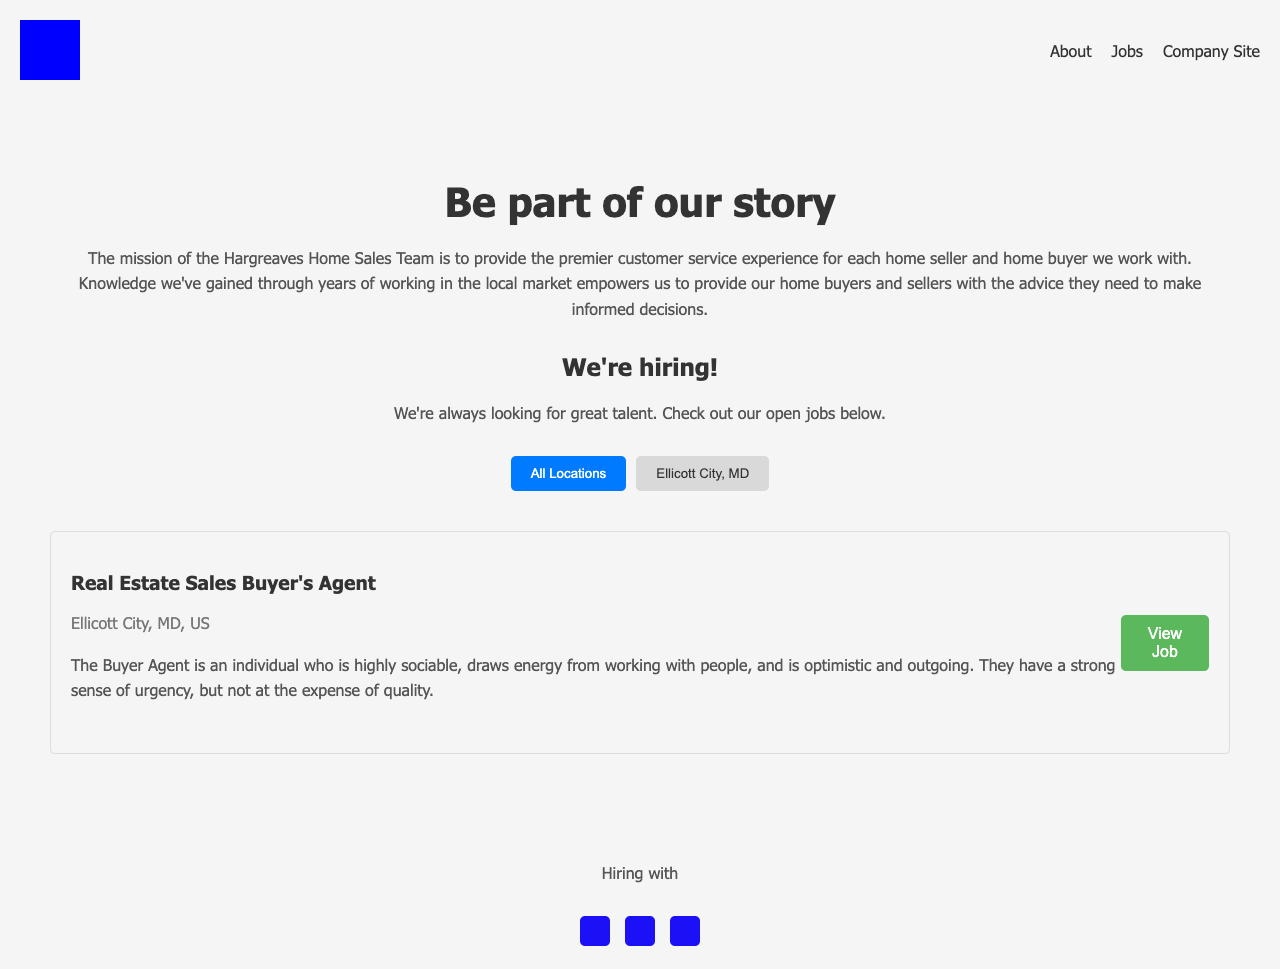 About Jobs Company Site
Be part of our story
The mission of the Hargreaves Home Sales Team is to provide the premier customer service experience for each home seller and home buyer we work with.
Knowledge we've gained through years of working in the local market empowers us to provide our home buyers and sellers with the advice they need to make
informed decisions.
We're hiring!
We're always looking for great talent. Check out our open jobs below.
All Locations Ellicott City, MD
Real Estate Sales Buyer's Agent
Ellicott City, MD, US
The Buyer Agent is an individual who is highly sociable, draws energy from working with people, and is optimistic and outgoing. They have a strong
sense of urgency, but not at the expense of quality.
View
Job
Hiring with